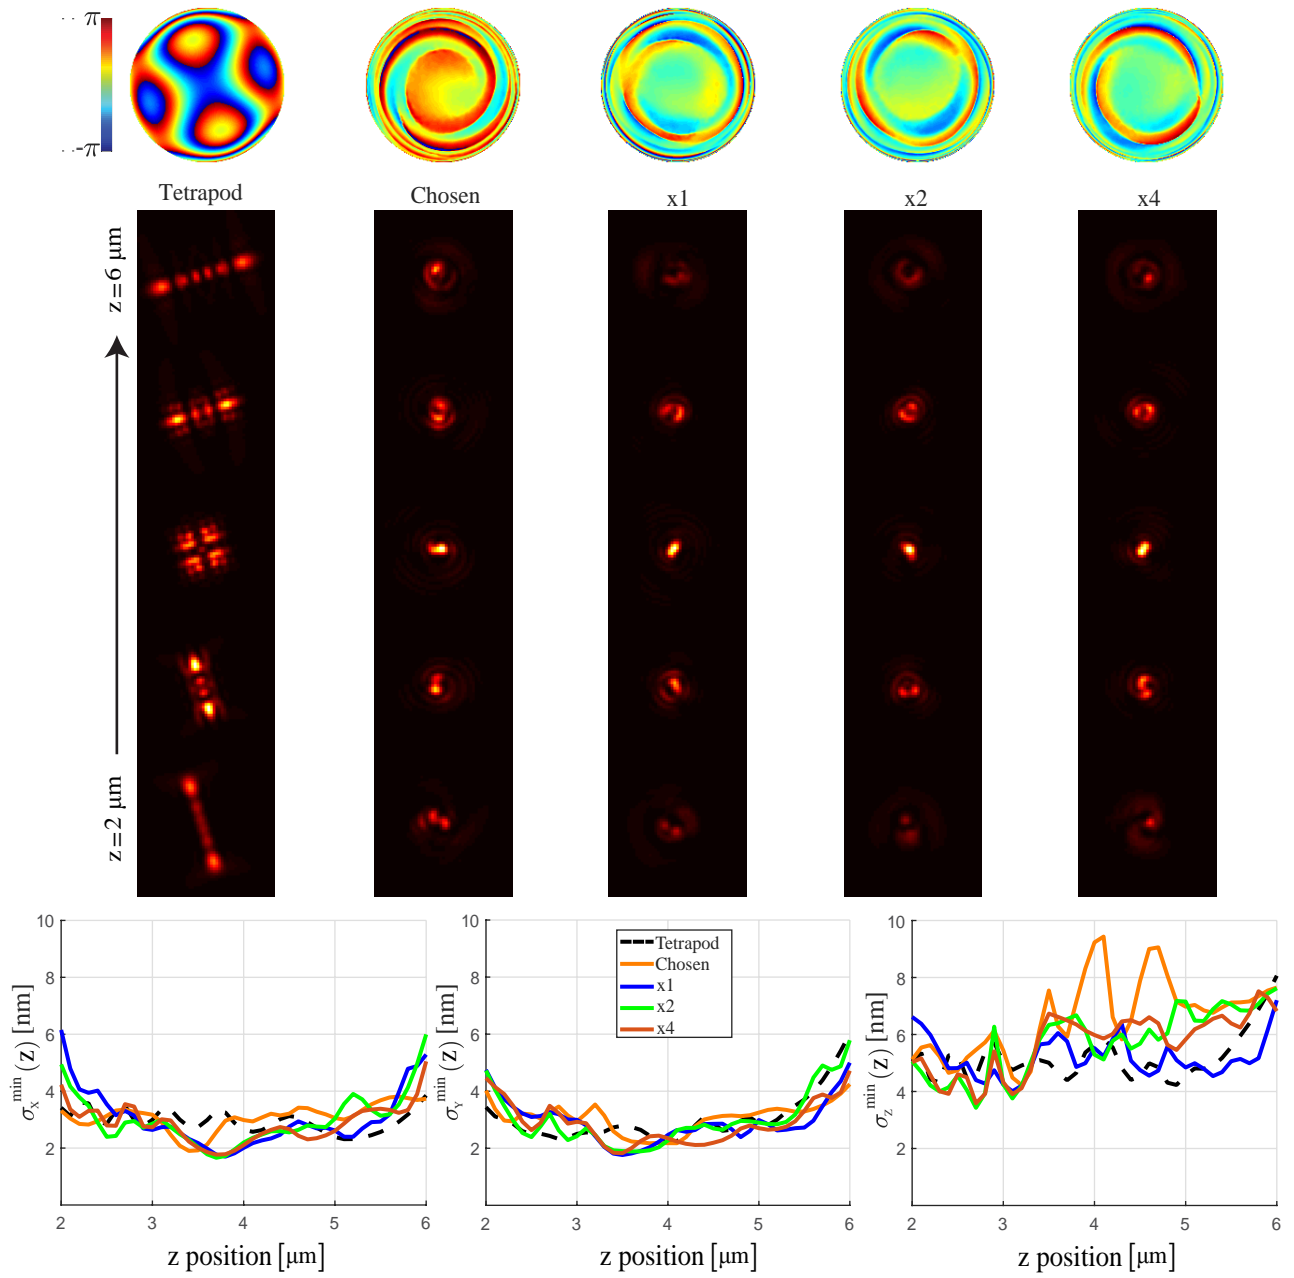 ·· π
··-π
Tetrapod
Chosen
x1
x2
x4
z=6 μm
z=2 μm
10
8
6
4
2
2
3
4
5
6
σ_X^min (z) [nm]
z position [μm]
10
8
6
4
2
2
3
4
5
6
σ_Y^min (z) [nm]
z position [μm]
Tetrapod
Chosen
x1
x2
x4
10
8
6
4
2
2
3
4
5
6
σ_Z^min (z) [nm]
z position [μm]